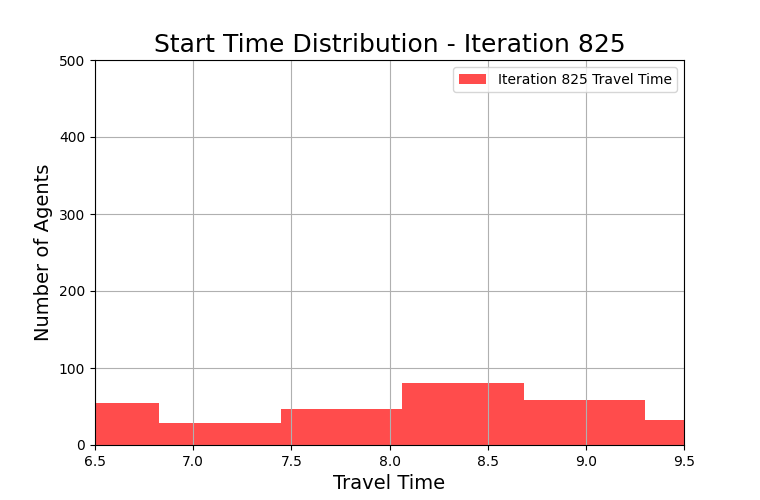 Start Time Distribution - Iteration 825
Iteration 825 Travel Time
Number of Agents
500
400
300
200
100
0
6.5 7.0 7.5 8.0 8.5 9.0 9.5
Travel Time